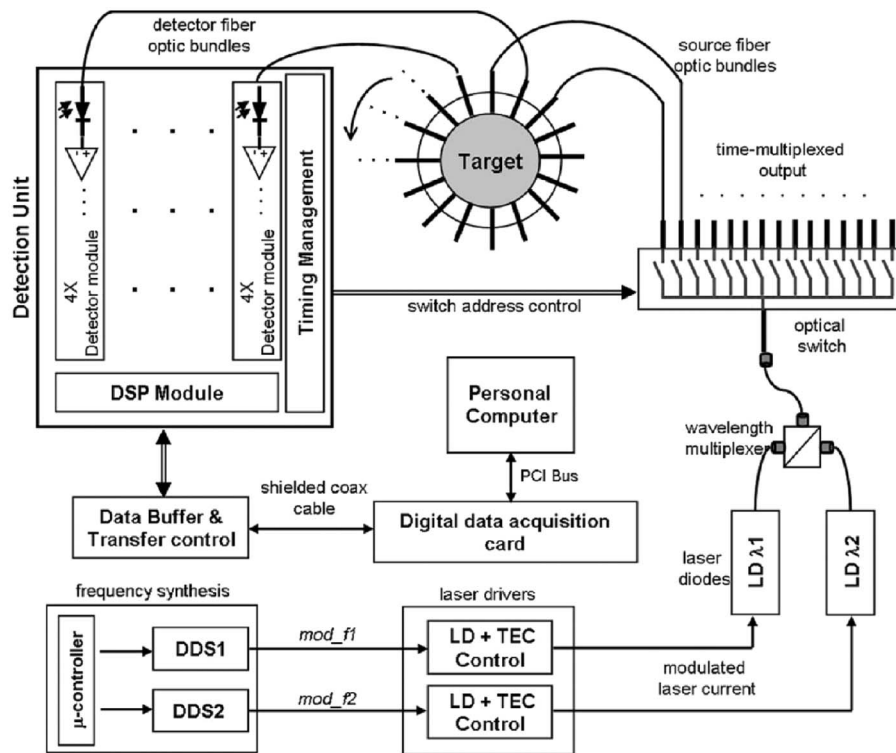 detector fiber
optic bundles
source fiber
optic bundles
Detection Unit
4X
Detector module
4X
Detector module
Timing Management
DSP Module
Target
time-multiplexed
output
switch address control
optical
switch
Personal
Computer
PCI Bus
wavelength
multiplexer
shielded coax
cable
Data Buffer &
Transfer control
Digital data acquisition
card
laser
diodes
LD λ1
LD λ2
frequency synthesis
laser drivers
μ-controller
DDS1
mod_f1
LD + TEC
Control
DDS2
mod_f2
LD + TEC
Control
modulated
laser current
- +
- +